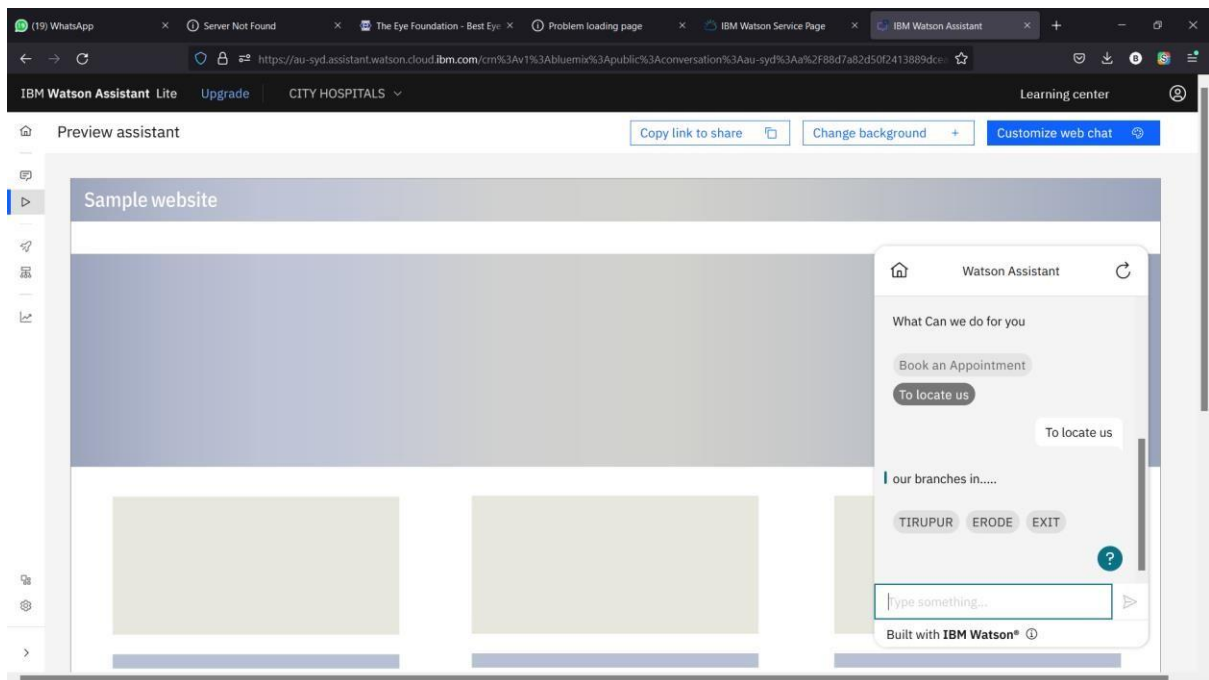 (19) WhatsApp
Server Not Found
The Eye Foundation - Best Eye
Problem loading page
IBM Watson Service Page
IBM Watson Assistant
https://au-syd.assistant.watson.cloud.ibm.com/crn%3Av1%3Abluemix%3Apublic%3Aconversation%3Aau-syd%3Aa%2F88d7a82d50f2413889dce
IBM Watson Assistant Lite Upgrade CITY HOSPITALS Learning center
Preview assistant Copy link to share Change background + Customize web chat
Sample website
Watson Assistant
What Can we do for you
Book an Appointment
To locate us
To locate us
our branches in.....
TIRUPUR ERODE EXIT
?
Type something...
Built with IBM Watson®